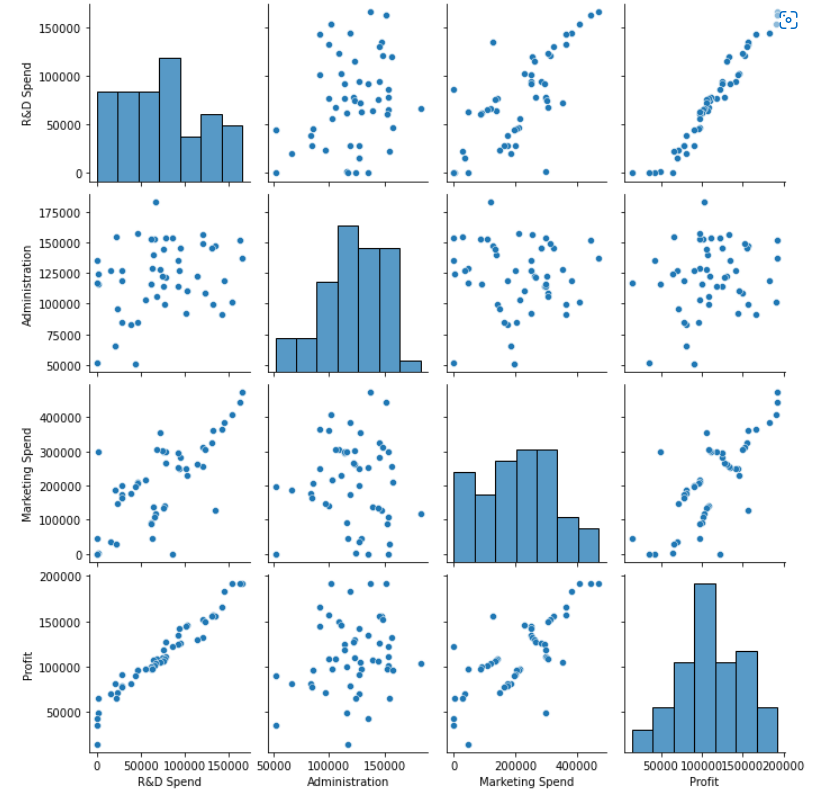 150000
100000
50000
0
R&D Spend
175000
150000
125000
100000
75000
50000
Administration
400000
300000
200000
100000
0
Marketing Spend
200000
150000
100000
50000
Profit
0 50000 100000 150000
R&D Spend
50000 100000 150000
Administration
0 200000 400000
Marketing Spend
50000 100000 150000 200000
Profit